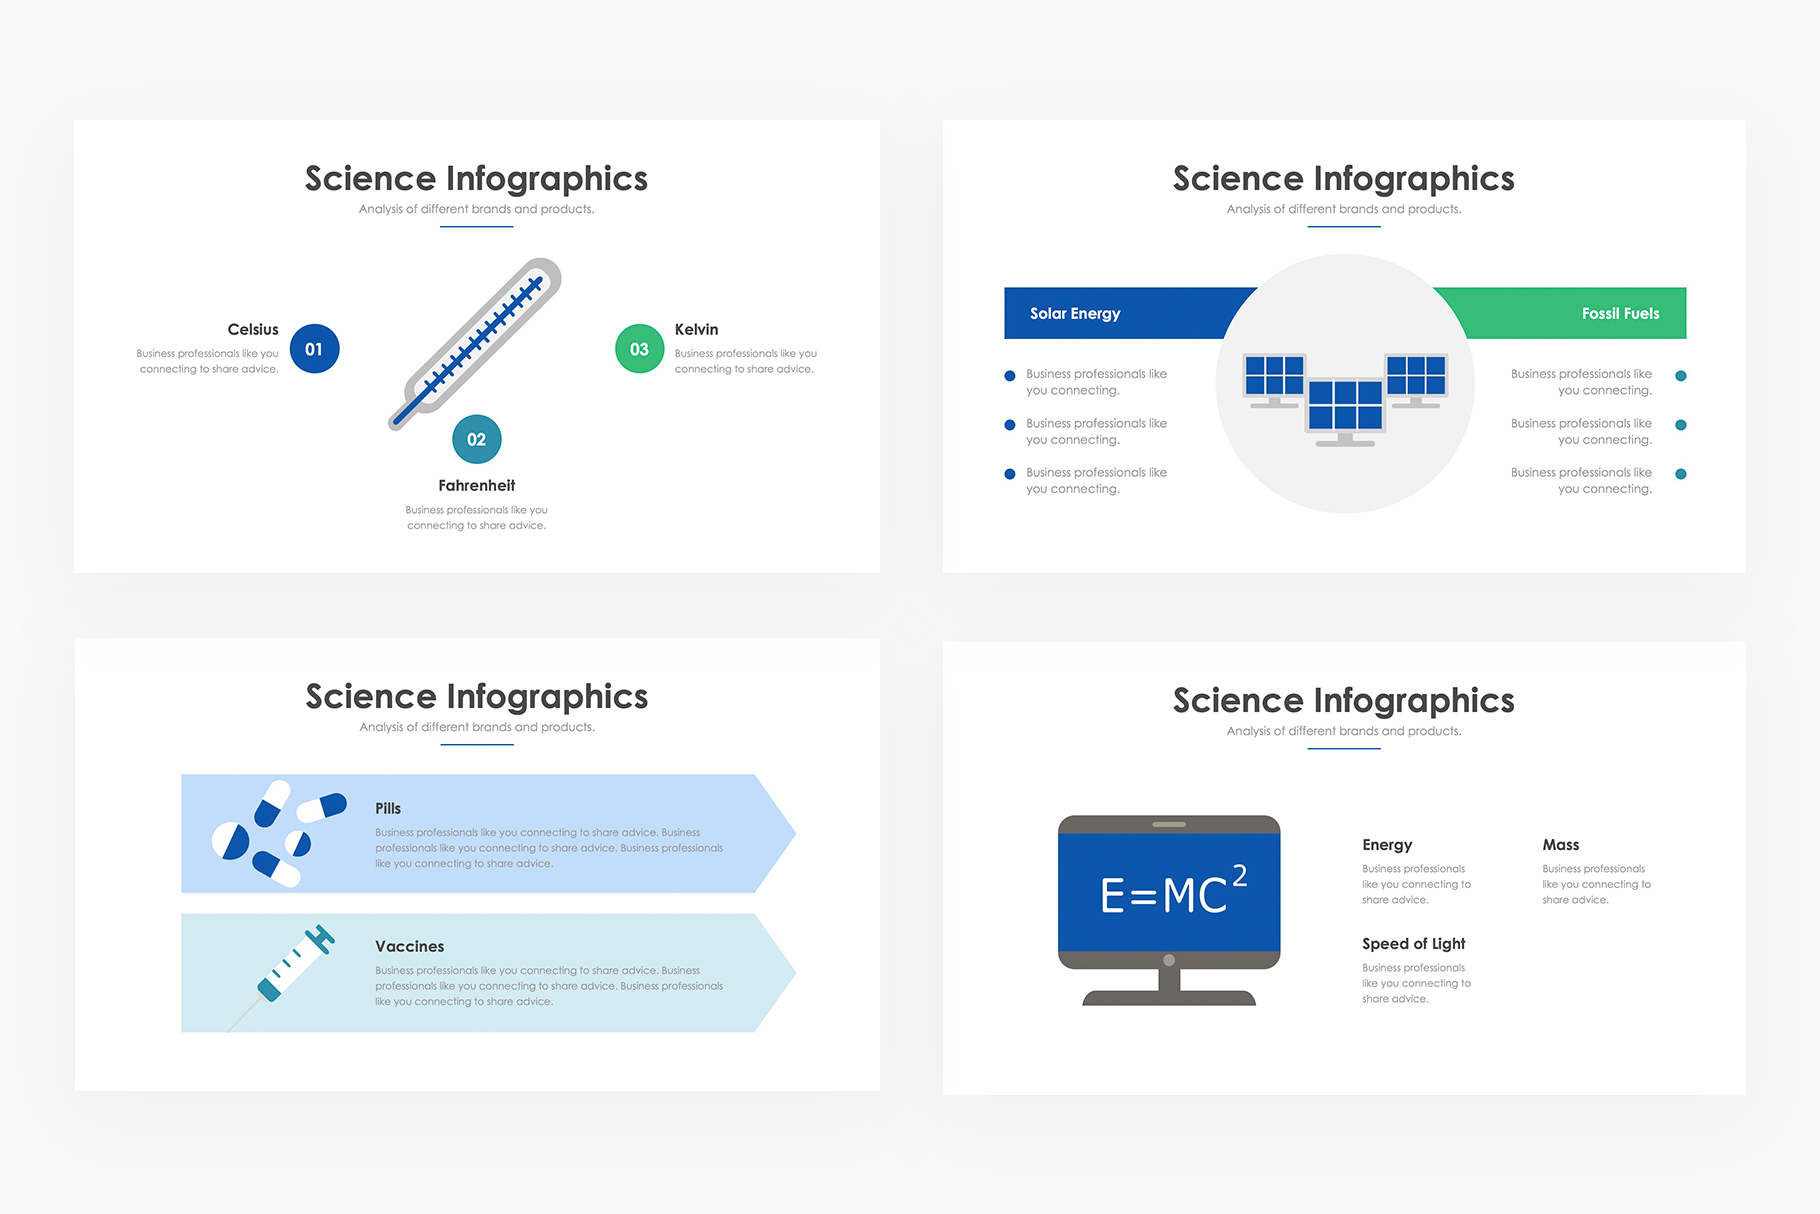 Science Infographics
Analysis of different brands and products.
Celsius
Business professionals like you
connecting to share advice.
01
02
Fahrenheit
Business professionals like you
connecting to share advice.
03
Kelvin
Business professionals like you
connecting to share advice.
Science Infographics
Analysis of different brands and products.
Solar Energy
Business professionals like
you connecting.
Business professionals like
you connecting.
Business professionals like
you connecting.
Fossil Fuels
Business professionals like
you connecting.
Business professionals like
you connecting.
Business professionals like
you connecting.
Science Infographics
Analysis of different brands and products.
Pills
Business professionals like you connecting to share advice. Business
professionals like you connecting to share advice. Business professionals
like you connecting to share advice.
Vaccines
Business professionals like you connecting to share advice. Business
professionals like you connecting to share advice. Business professionals
like you connecting to share advice.
Science Infographics
Analysis of different brands and products.
E=MC²
Energy
Business professionals
like you connecting to
share advice.
Mass
Business professionals
like you connecting to
share advice.
Speed of Light
Business professionals
like you connecting to
share advice.